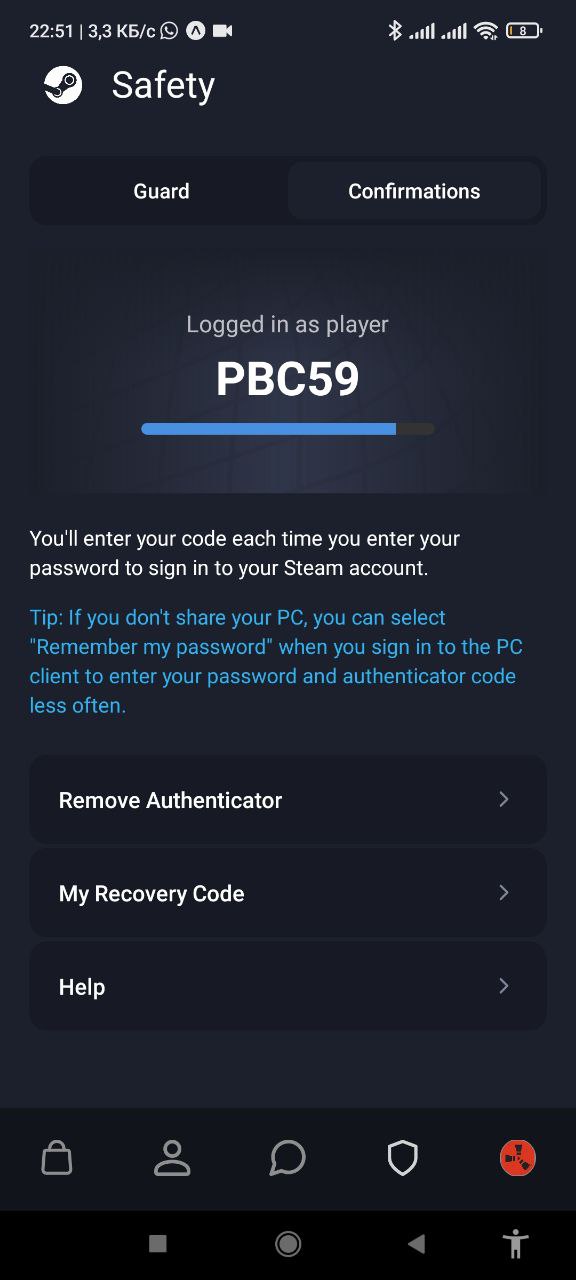 22:51 | 3,3 КБ/с
8
Safety
Guard
Confirmations
Logged in as player
PBC59
You'll enter your code each time you enter your
password to sign in to your Steam account.
Tip: If you don't share your PC, you can select
"Remember my password" when you sign in to the PC
client to enter your password and authenticator code
less often.
Remove Authenticator
My Recovery Code
Help